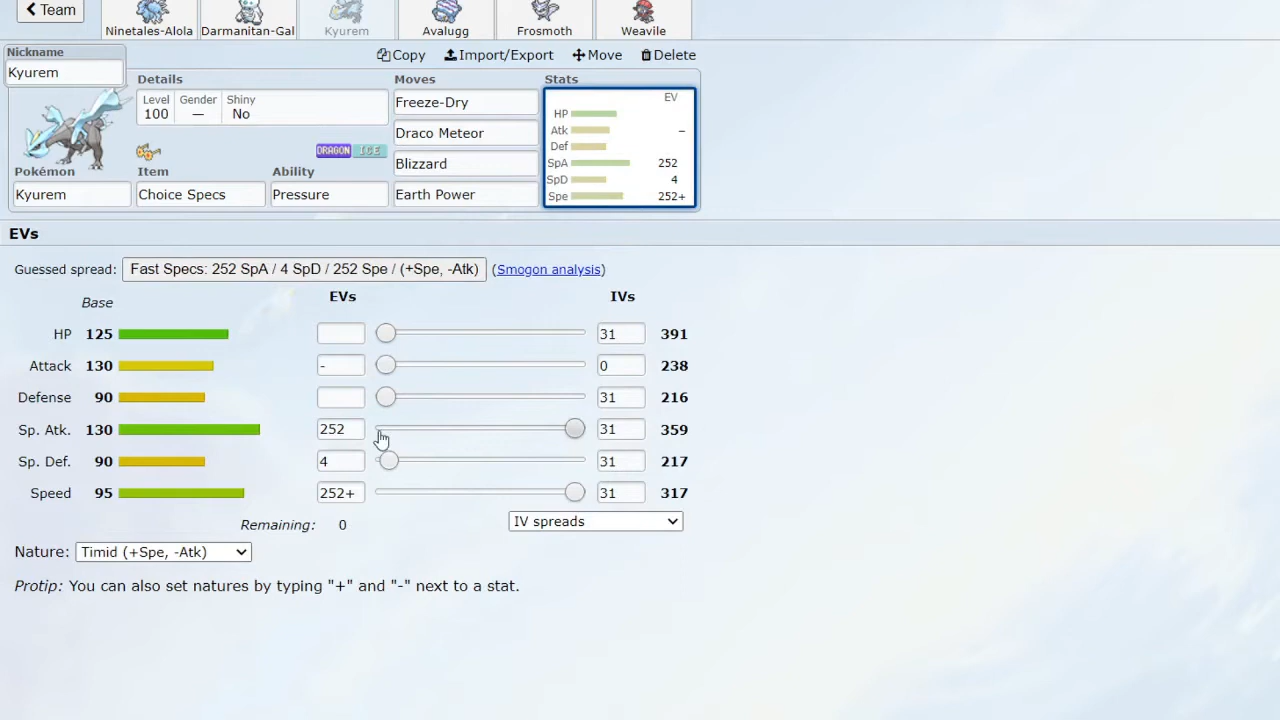 Team
Ninetales-Alola Darmanitan-Gal Kyurem Avalugg Frosmoth Weavile
Nickname
Kyurem
Copy Import/Export Move Delete
Details Moves Stats
Level Gender Shiny
100 — No
Freeze-Dry
Draco Meteor
Blizzard
Earth Power
DRAGON ICE
Pokémon Item Ability
Kyurem Choice Specs Pressure
EV
HP
Atk –
Def
SpA 252
SpD 4
Spe 252+
EVs
Guessed spread: Fast Specs: 252 SpA / 4 SpD / 252 Spe / (+Spe, -Atk) (Smogon analysis)
Base EVs IVs
HP 125 31 391
Attack 130 - 0 238
Defense 90 31 216
Sp. Atk. 130 252 31 359
Sp. Def. 90 4 31 217
Speed 95 252+ 31 317
Remaining: 0 IV spreads
Nature: Timid (+Spe, -Atk)
Protip: You can also set natures by typing "+" and "-" next to a stat.